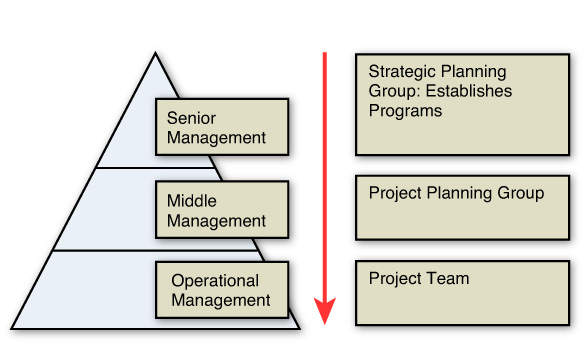 Senior
Management
Middle
Management
Operational
Management
Strategic Planning
Group: Establishes
Programs
Project Planning Group
Project Team